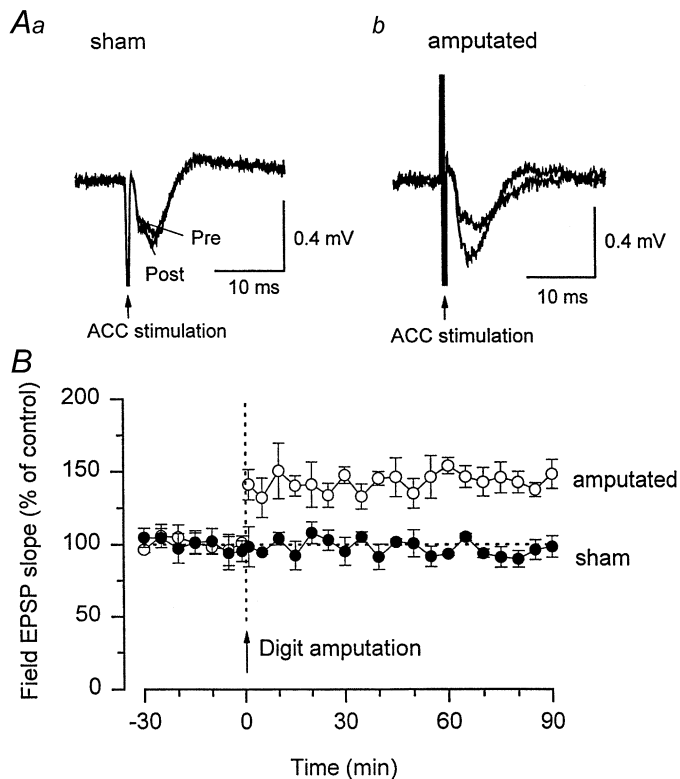 Aa
sham
b
amputated
Pre
Post
0.4 mV
10 ms
ACC stimulation
0.4 mV
10 ms
ACC stimulation
B
Field EPSP slope (% of control)
200
150
100
50
0
amputated
sham
Digit amputation
-30
0
30
60
90
Time (min)